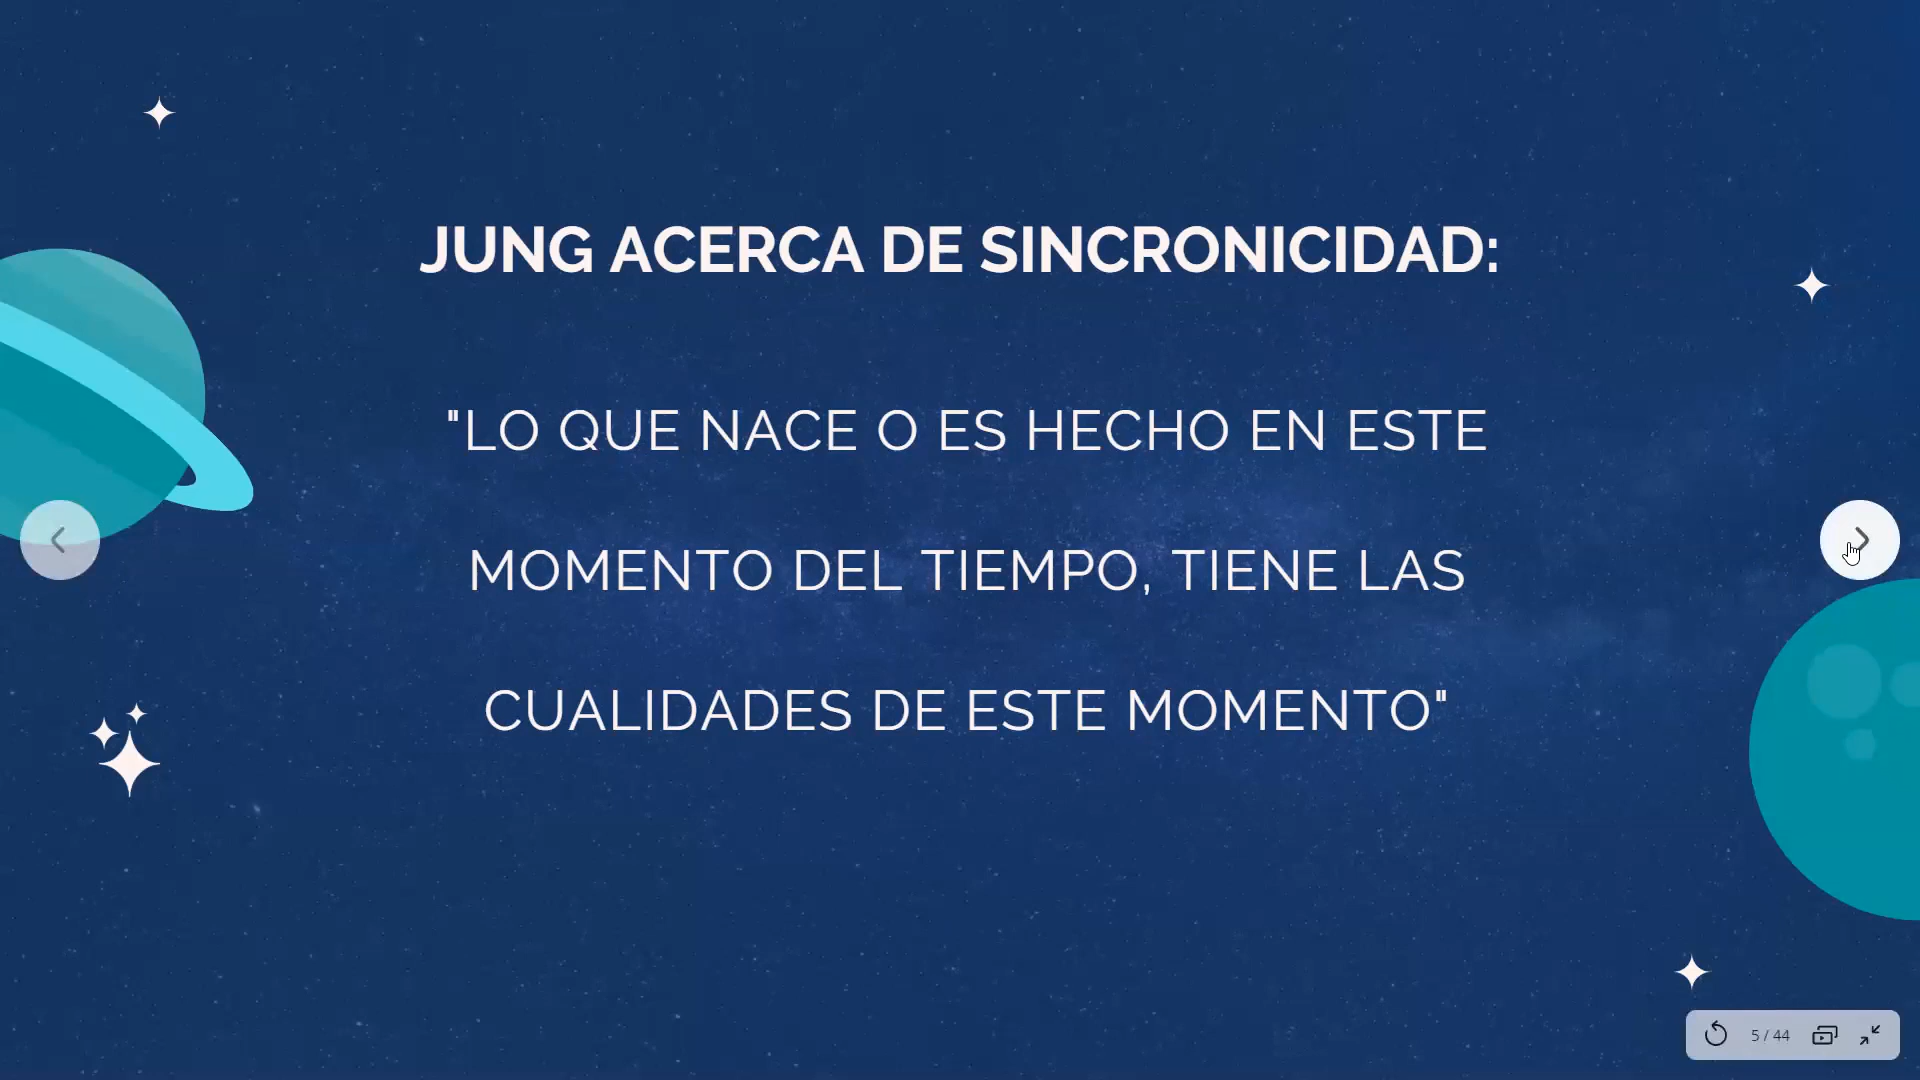 JUNG ACERCA DE SINCRONICIDAD:
"LO QUE NACE O ES HECHO EN ESTE
MOMENTO DEL TIEMPO, TIENE LAS
CUALIDADES DE ESTE MOMENTO"
5 / 44